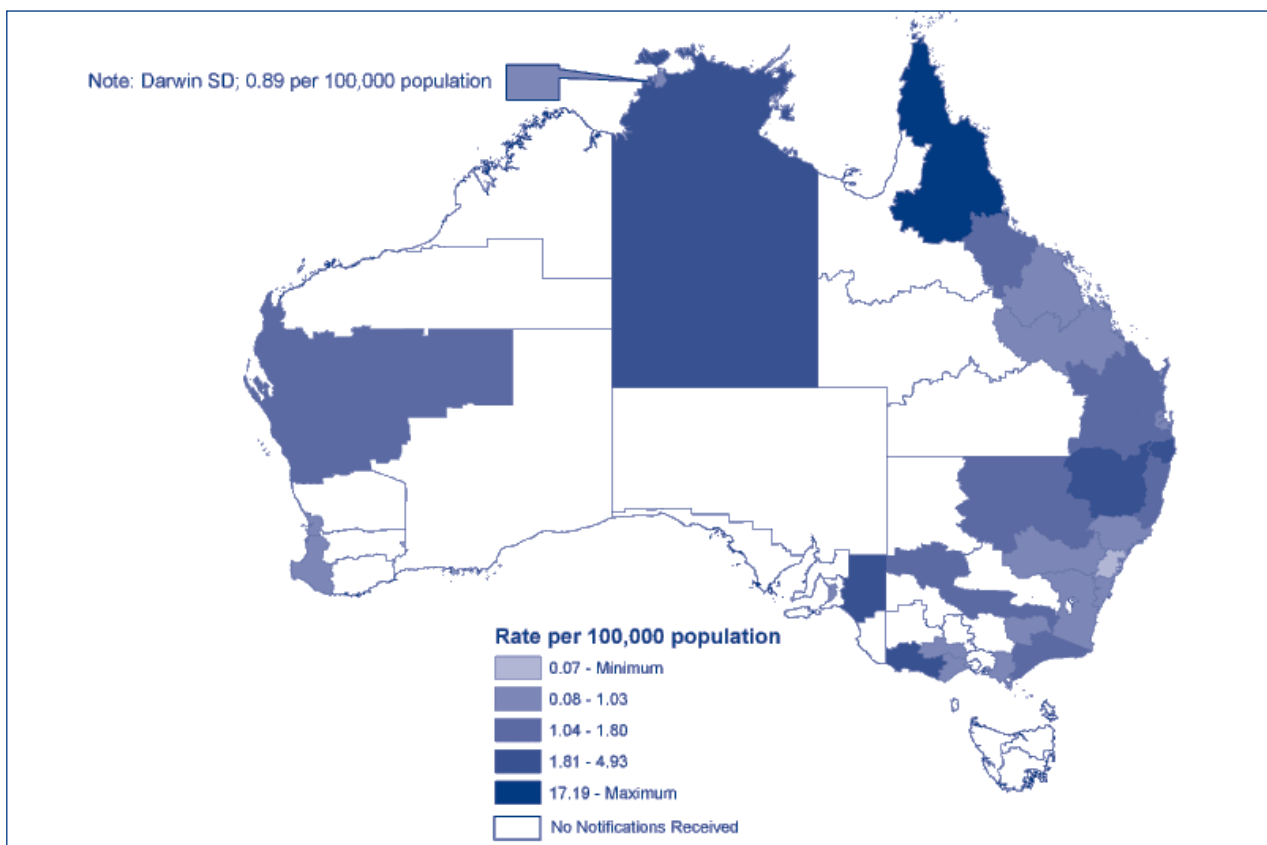 Note: Darwin SD; 0.89 per 100,000 population
Rate per 100,000 population
0.07 - Minimum
0.08 - 1.03
1.04 - 1.80
1.81 - 4.93
17.19 - Maximum
No Notifications Received